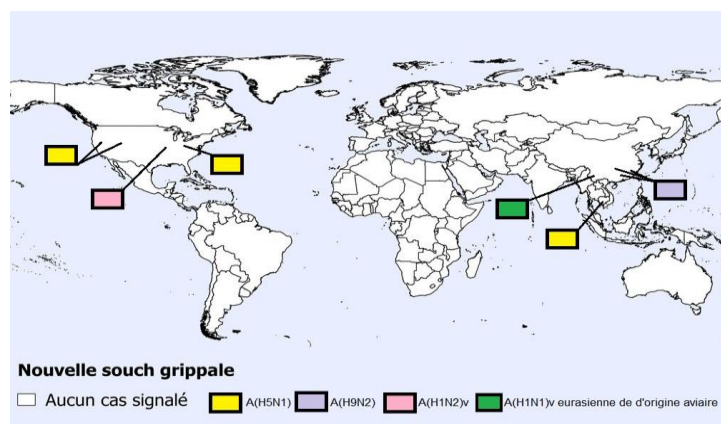 Nouvelle souch grippale
Aucun cas signalé A(H5N1) A(H9N2) A(H1N2)v A(H1N1)v eurasienne de d'origine aviaire